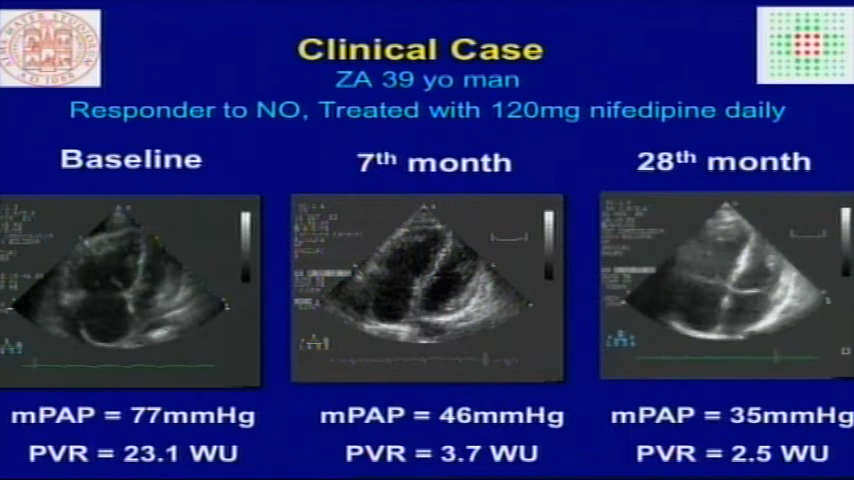 Clinical Case
ZA 39 yo man
Responder to NO, Treated with 120mg nifedipine daily
Baseline
7th month
28th month
mPAP = 77mmHg
mPAP = 46mmHg
mPAP = 35mmHg
PVR = 23.1 WU
PVR = 3.7 WU
PVR = 2.5 WU